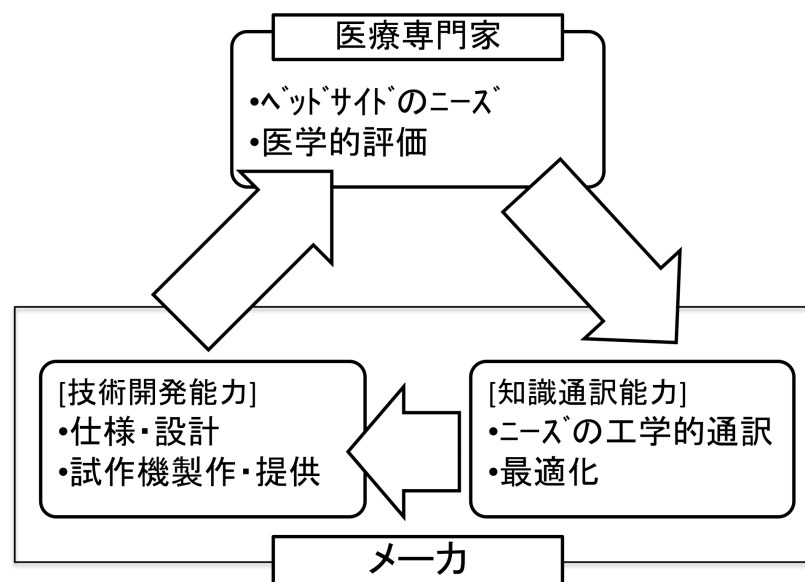 医療専門家
•ﾍﾞｯﾄﾞｻｲﾄﾞのﾆｰｽﾞ
•医学的評価
[技術開発能力]
•仕様・設計
•試作機製作・提供
[知識通訳能力]
•ﾆｰｽﾞの工学的通訳
•最適化
メーカ